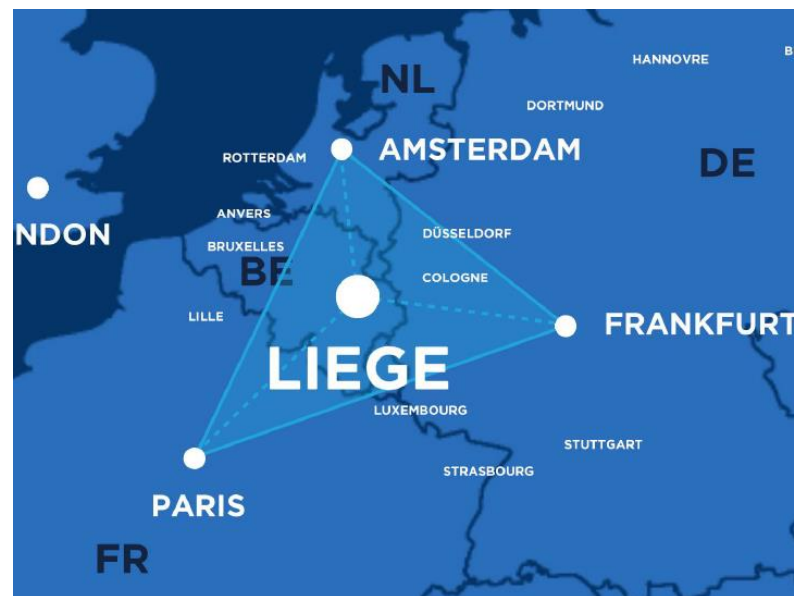 NL
HANNOVRE
B
DORTMUND
AMSTERDAM
ROTTERDAM
DE
ANVERS
NDON
DÜSSELDORF
BRUXELLES
BE
COLOGNE
LILLE
FRANKFURT
LIEGE
LUXEMBOURG
STUTTGART
STRASBOURG
PARIS
FR